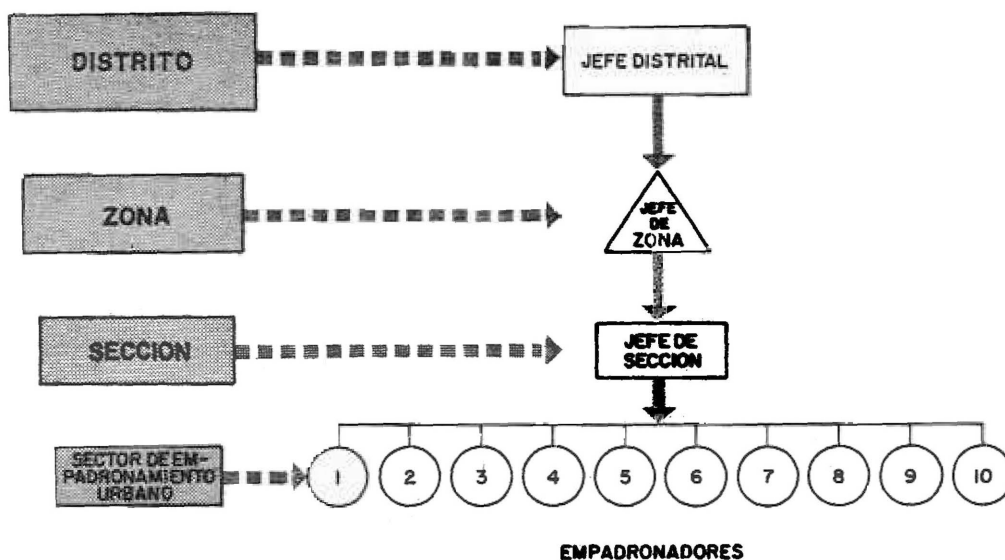 DISTRITO
JEFE DISTRITAL
ZONA
JEFE
DE
ZONA
SECCION
JEFE DE
SECCION
SECTOR DE EM-
PADRONAMIENTO
URBANO
1 2 3 4 5 6 7 8 9 10
EMPADRONADORES